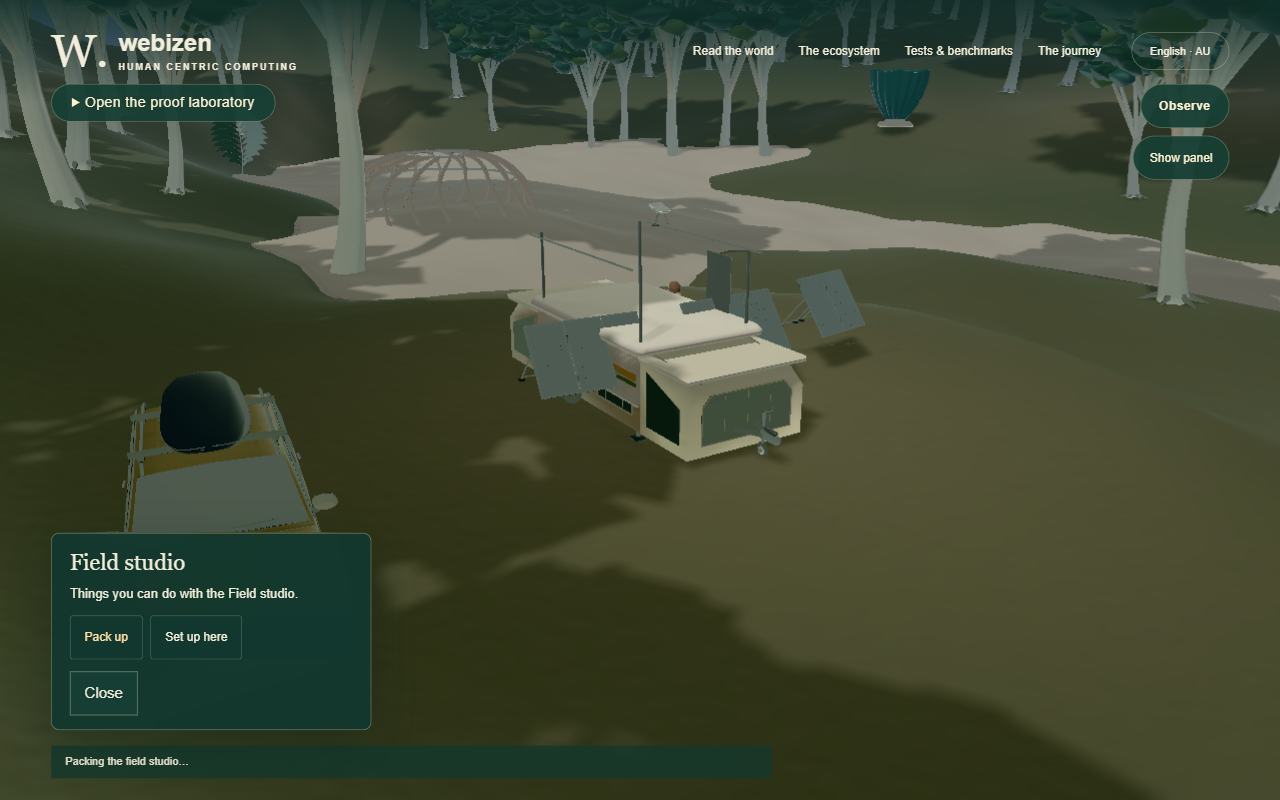 W. webizen
HUMAN CENTRIC COMPUTING
Read the world
The ecosystem
Tests & benchmarks
The journey
English · AU
▶ Open the proof laboratory
Observe
Show panel
Field studio
Things you can do with the Field studio.
Pack up
Set up here
Close
Packing the field studio...